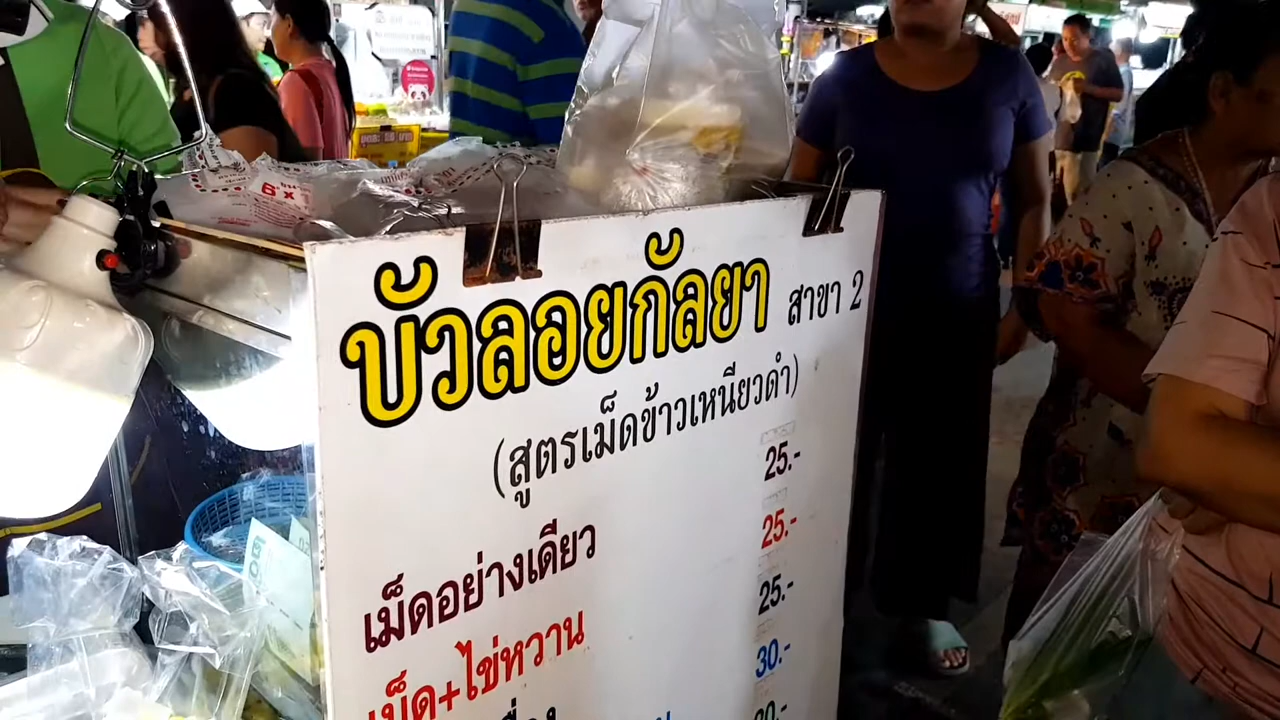 บัวลอยกัลยา สาขา 2
(สูตรเม็ดข้าวเหนียวดำ)
เม็ดอย่างเดียว 25.-
เม็ด+ไข่หวาน 25.-
25.-
30.-